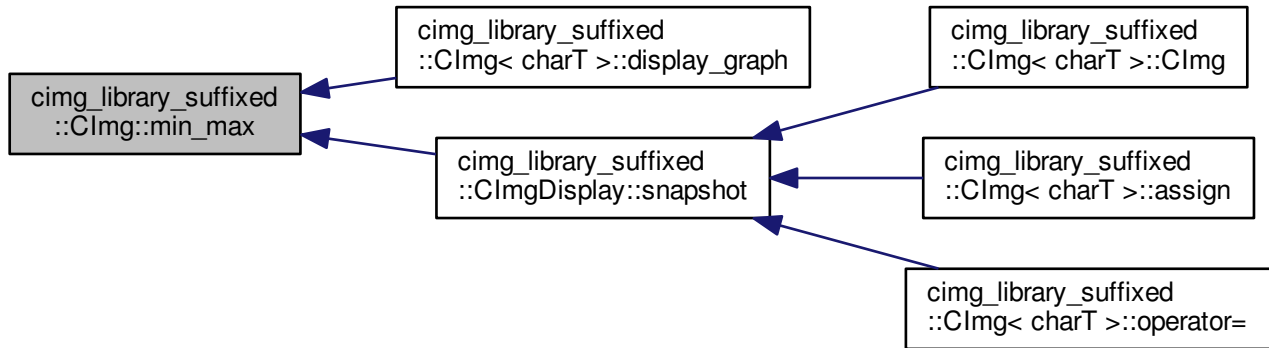 cimg_library_suffixed
::CImg::min_max
cimg_library_suffixed
::CImg< charT >::display_graph
cimg_library_suffixed
::CImgDisplay::snapshot
cimg_library_suffixed
::CImg< charT >::CImg
cimg_library_suffixed
::CImg< charT >::assign
cimg_library_suffixed
::CImg< charT >::operator=